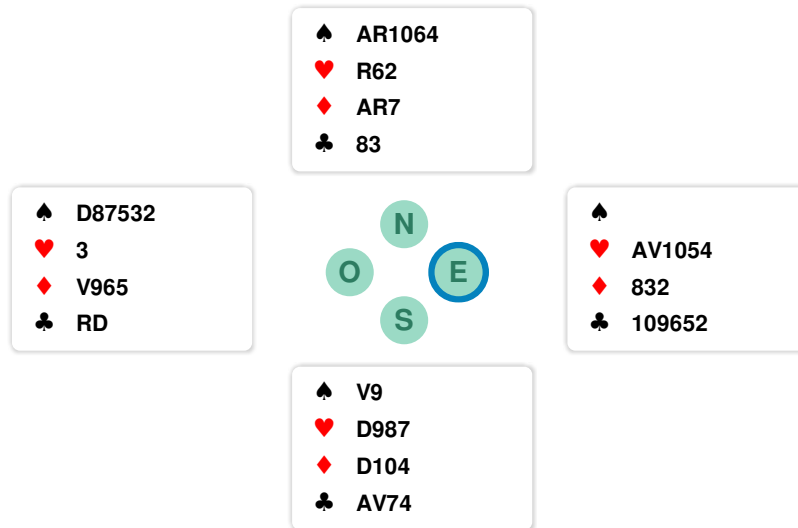 ♠ AR1064
♥ R62
♦ AR7
♣ 83
♠ D87532
♥ 3
♦ V965
♣ RD
N
O
E
S
♠
♥ AV1054
♦ 832
♣ 109652
♠ V9
♥ D987
♦ D104
♣ AV74